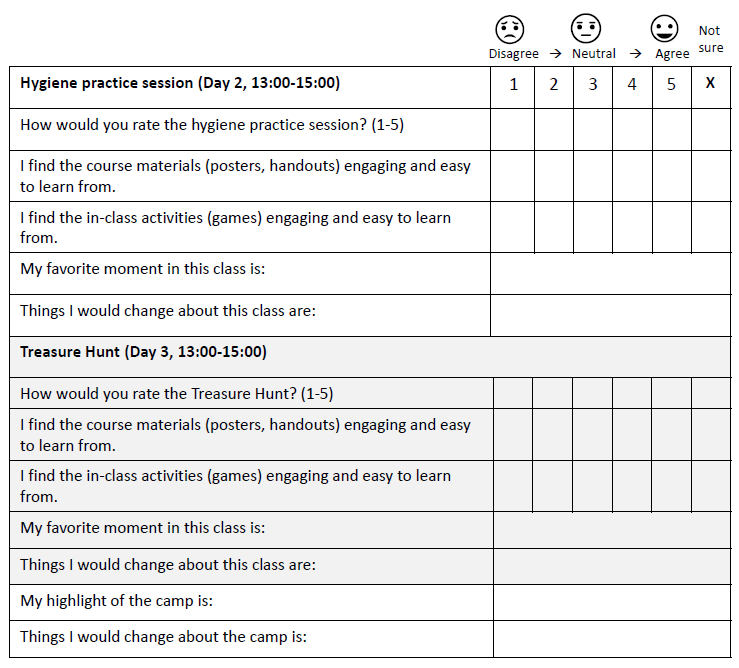 Not
sure
Disagree → Neutral → Agree
Hygiene practice session (Day 2, 13:00-15:00) 1 2 3 4 5 X
How would you rate the hygiene practice session? (1-5)
I find the course materials (posters, handouts) engaging and easy
to learn from.
I find the in-class activities (games) engaging and easy to learn
from.
My favorite moment in this class is:
Things I would change about this class are:
Treasure Hunt (Day 3, 13:00-15:00)
How would you rate the Treasure Hunt? (1-5)
I find the course materials (posters, handouts) engaging and easy
to learn from.
I find the in-class activities (games) engaging and easy to learn
from.
My favorite moment in this class is:
Things I would change about this class are:
My highlight of the camp is:
Things I would change about the camp is: